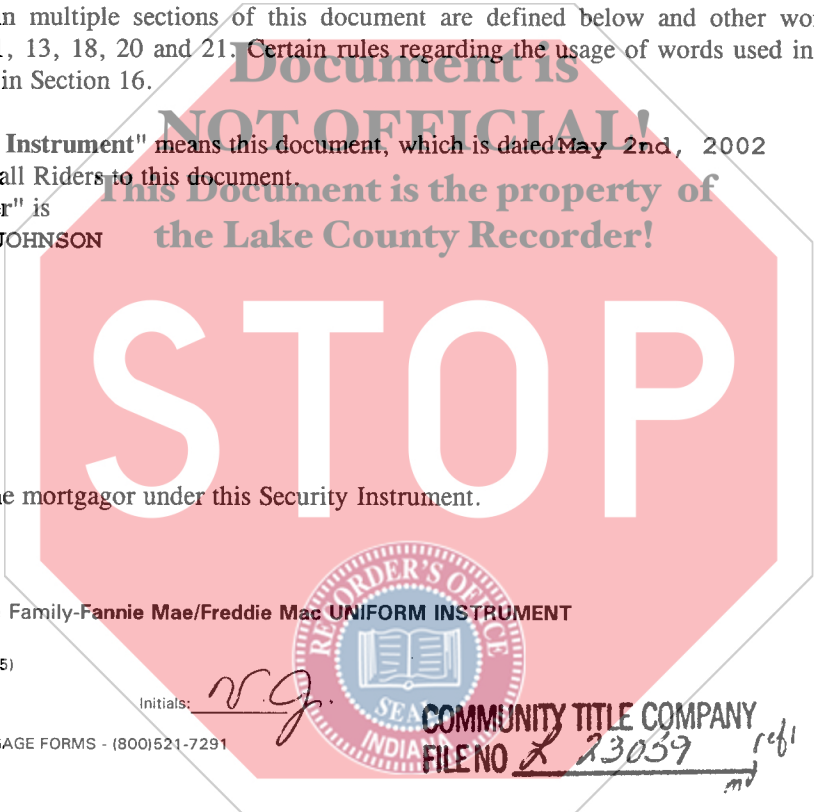 n multiple sections of this document are defined below and other wor
, 13, 18, 20 and 21. Certain rules regarding the usage of words used in
in Section 16.
Document is
NOT OFFICIAL!
Instrument" means this document, which is dated May 2nd, 2002
all Riders to this document.
This Document is the property of
r" is
the Lake County Recorder!
JOHNSON
STOP
e mortgagor under this Security Instrument.
Family-Fannie Mae/Freddie Mac UNIFORM INSTRUMENT
RECORDER'S OFFICE
SEAL
INDIANA
5)
Initials: V.J.
COMMUNITY TITLE COMPANY
AGE FORMS - (800)521-7291
FILE NO L 23059